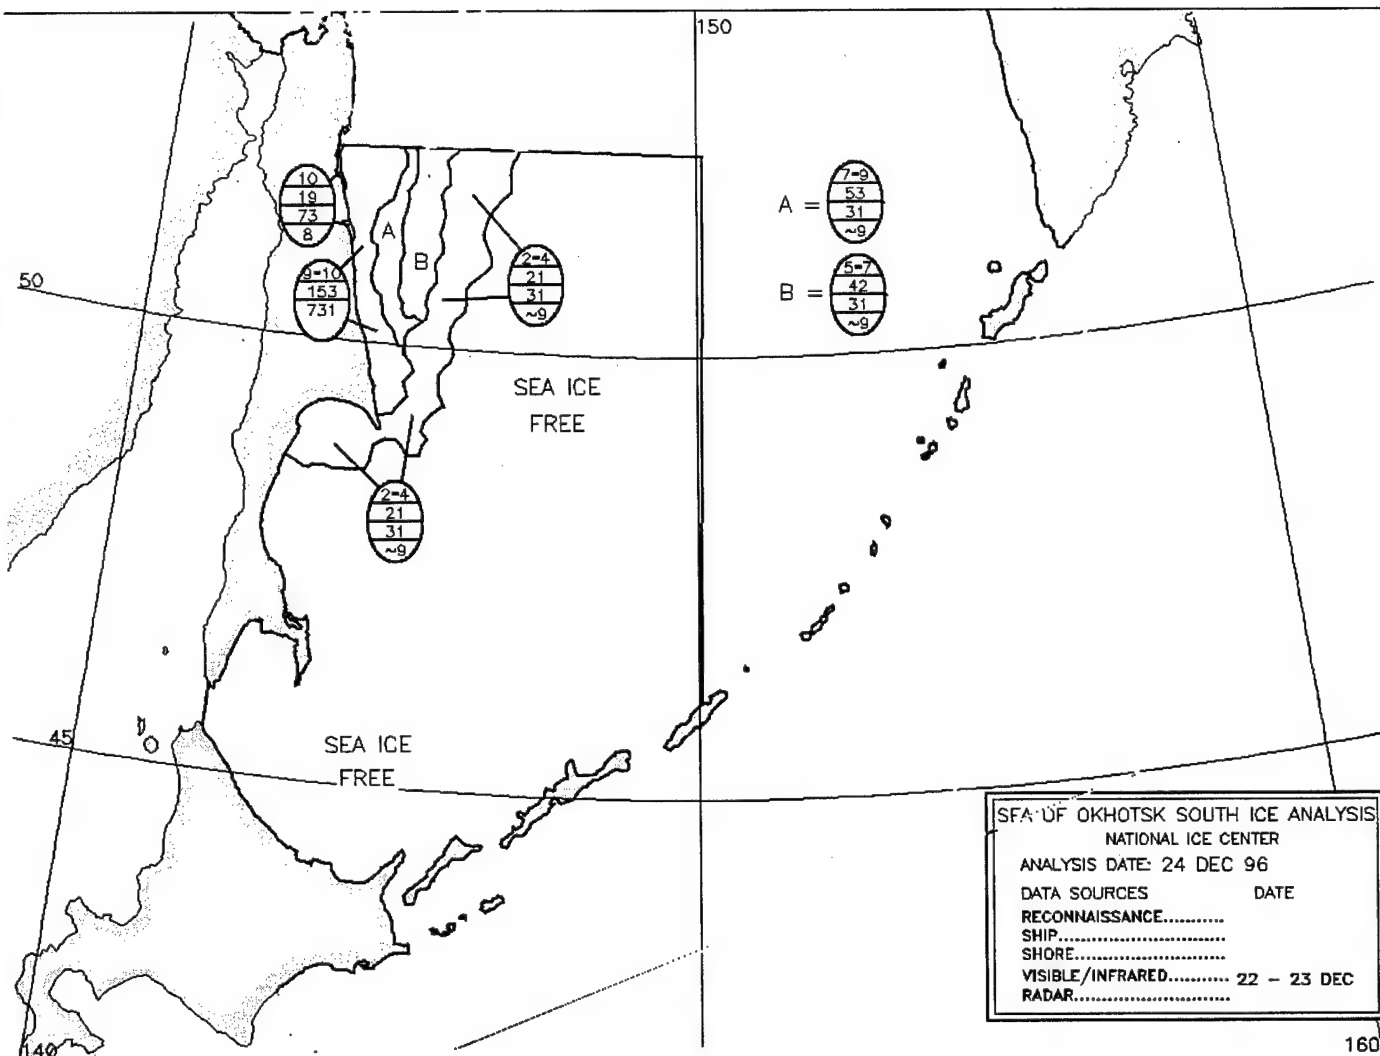 150
10
19
73
8
A
B
9-10
153
731
2-4
21
31
~9
A =
7-9
53
31
~9
B =
5-7
42
31
~9
50
SEA ICE
FREE
2-4
21
31
~9
45
SEA ICE
FREE
SEA OF OKHOTSK SOUTH ICE ANALYSIS
NATIONAL ICE CENTER
ANALYSIS DATE: 24 DEC 96
DATA SOURCES DATE
RECONNAISSANCE...........
SHIP.............................
SHORE..........................
VISIBLE/INFRARED.......... 22 - 23 DEC
RADAR...........................
140
160